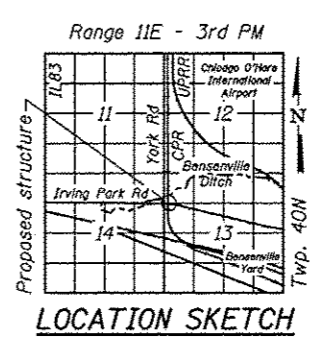 Range 11E - 3rd PM
IL83
UPRR
Chicago O'Hare
International
Airport
11
12
N
York Rd
CPR
Bensenville
Ditch
Proposed structure
Irving Park Rd
14
13
Bensenville
Yard
Twp. 40N
LOCATION SKETCH